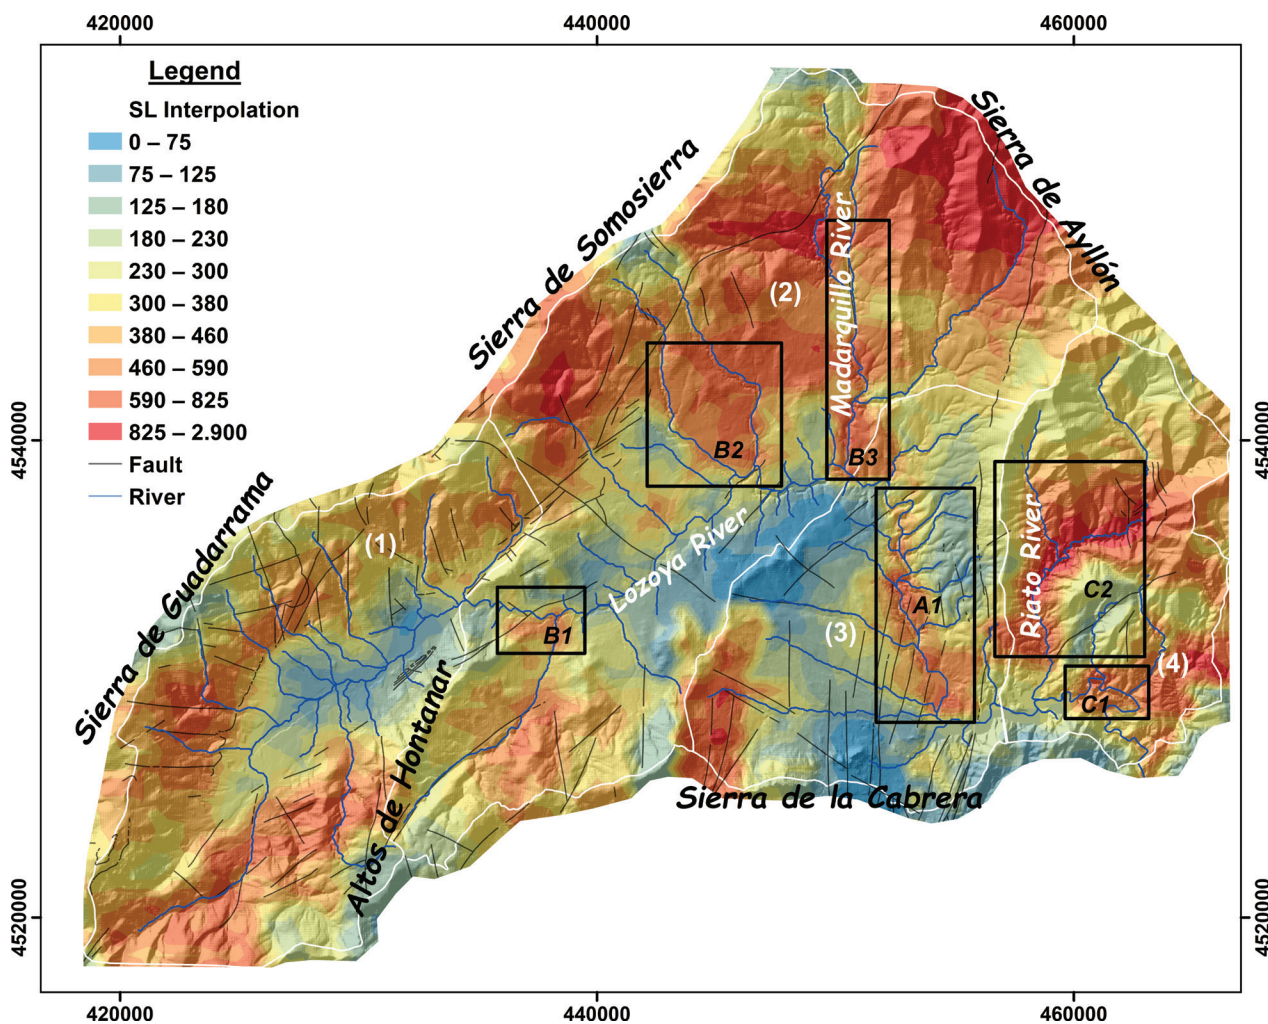 420000
440000
460000
Legend
SL Interpolation
0 – 75
75 – 125
125 – 180
180 – 230
230 – 300
300 – 380
380 – 460
460 – 590
590 – 825
825 – 2.900
Fault
River
Sierra de Somosierra
Sierra de Ayllón
Sierra de Guadarrama
Altos de Hontanar
Sierra de la Cabrera
Madarquillo River
Lozoya River
Riato River
(1)
(2)
(3)
(4)
B1
B2
B3
A1
C2
C1
4540000
4540000
4520000
4520000
420000
440000
460000